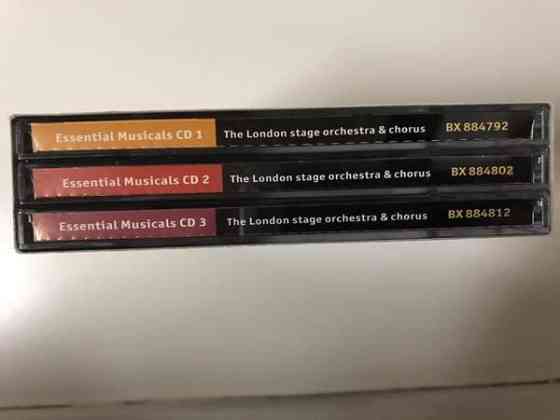 Essential Musicals CD 1 The London stage orchestra & chorus BX 884792
Essential Musicals CD 2 The London stage orchestra & chorus BX 884802
Essential Musicals CD 3 The London stage orchestra & chorus BX 884812